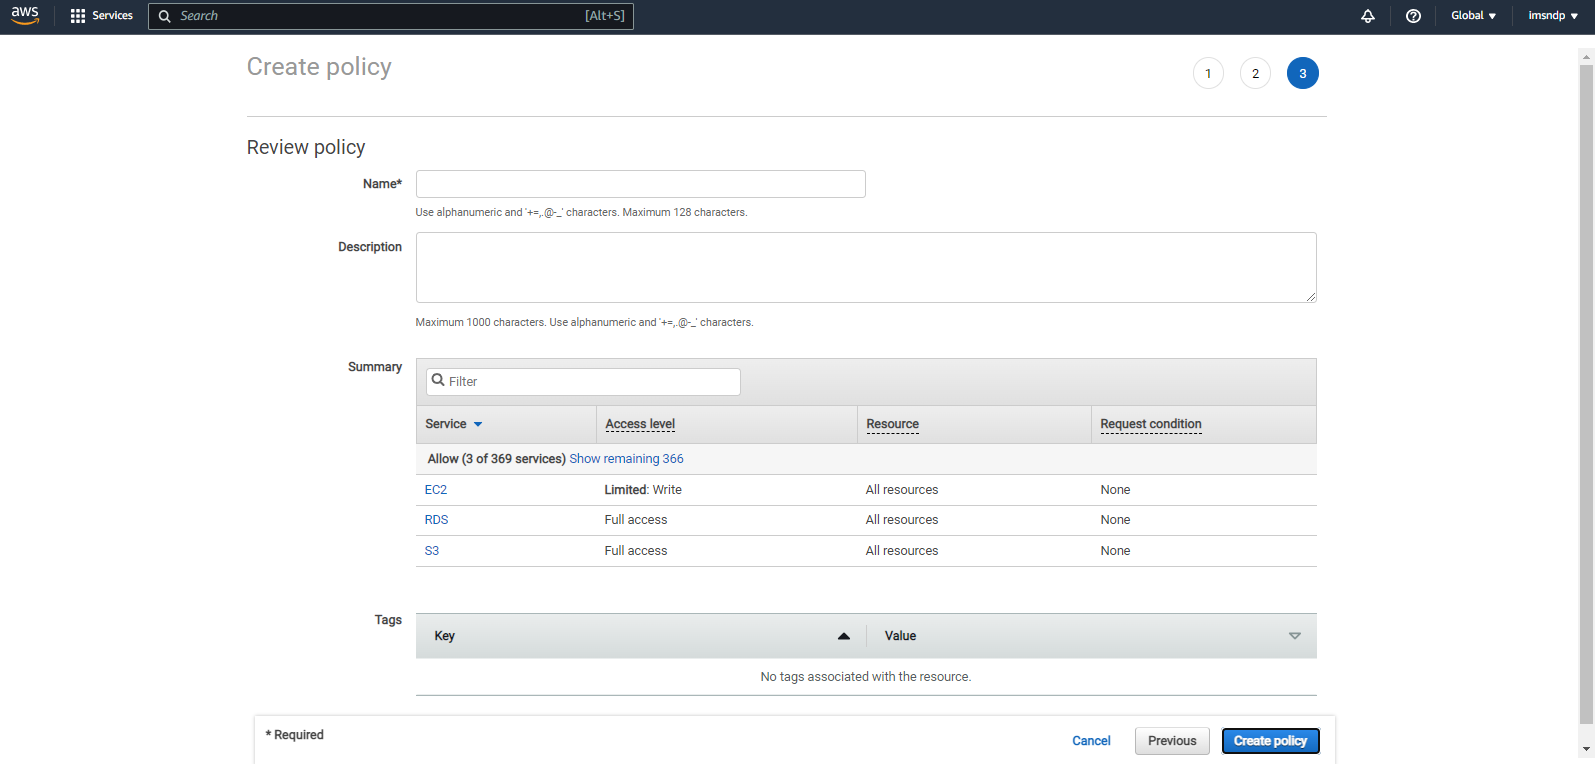 aws Services Search [Alt+S] Global imsndp
Create policy 1 2 3
Review policy
Name*
Use alphanumeric and '+=,.@-_' characters. Maximum 128 characters.
Description
Maximum 1000 characters. Use alphanumeric and '+=,.@-_' characters.
Summary
Filter
Service Access level Resource Request condition
Allow (3 of 369 services) Show remaining 366
EC2 Limited: Write All resources None
RDS Full access All resources None
S3 Full access All resources None
Tags
Key Value
No tags associated with the resource.
* Required Cancel Previous Create policy